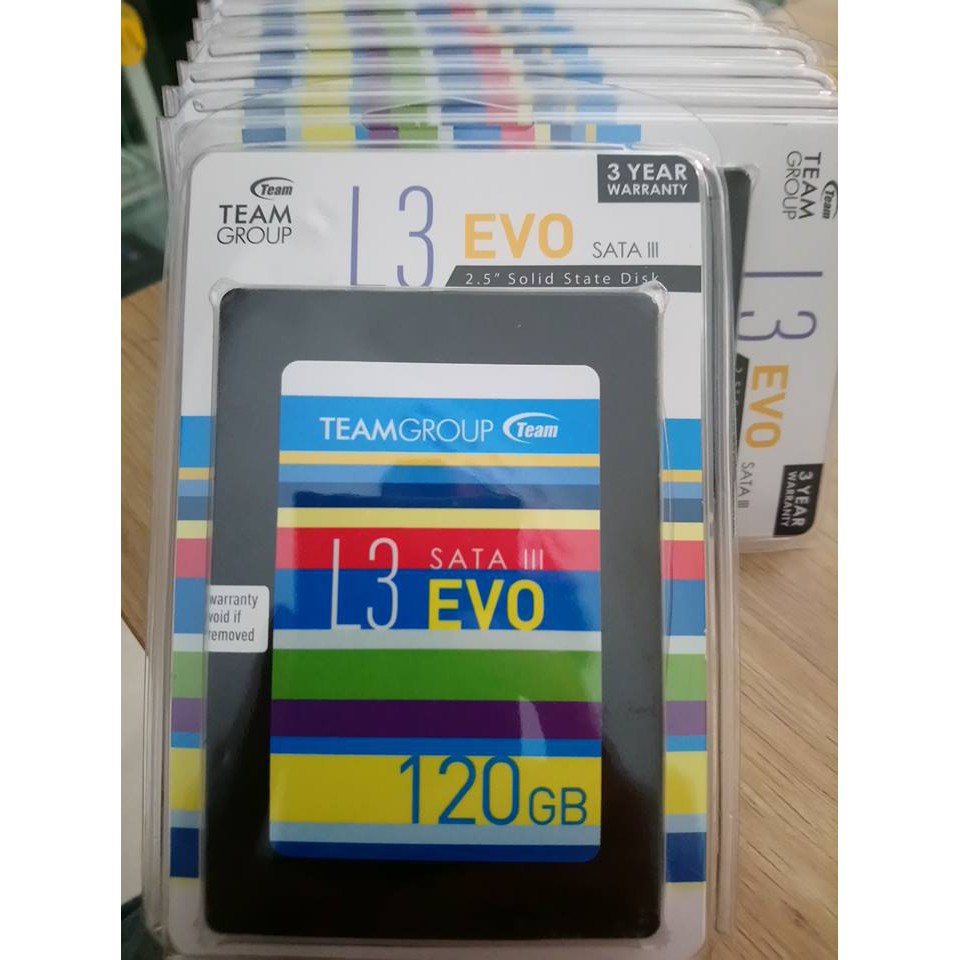 Team
TEAM
GROUP
L3 EVO SATA III
2.5" Solid State Disk
3 YEAR
WARRANTY
TEAMGROUP Team
L3 SATA III
EVO
120GB
warranty
void if
removed
Team
TEAM
GROUP
L3 EVO SATA III
3 YEAR
WARRANTY